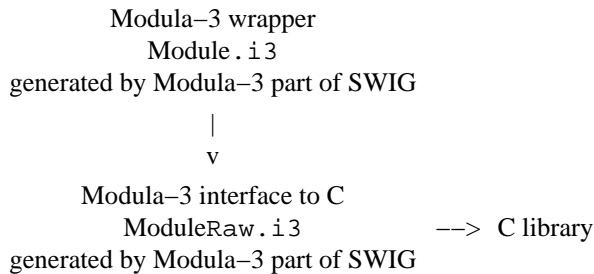 Modula−3 wrapper
Module.i3
generated by Modula−3 part of SWIG
|
v
Modula−3 interface to C
ModuleRaw.i3 −−> C library
generated by Modula−3 part of SWIG